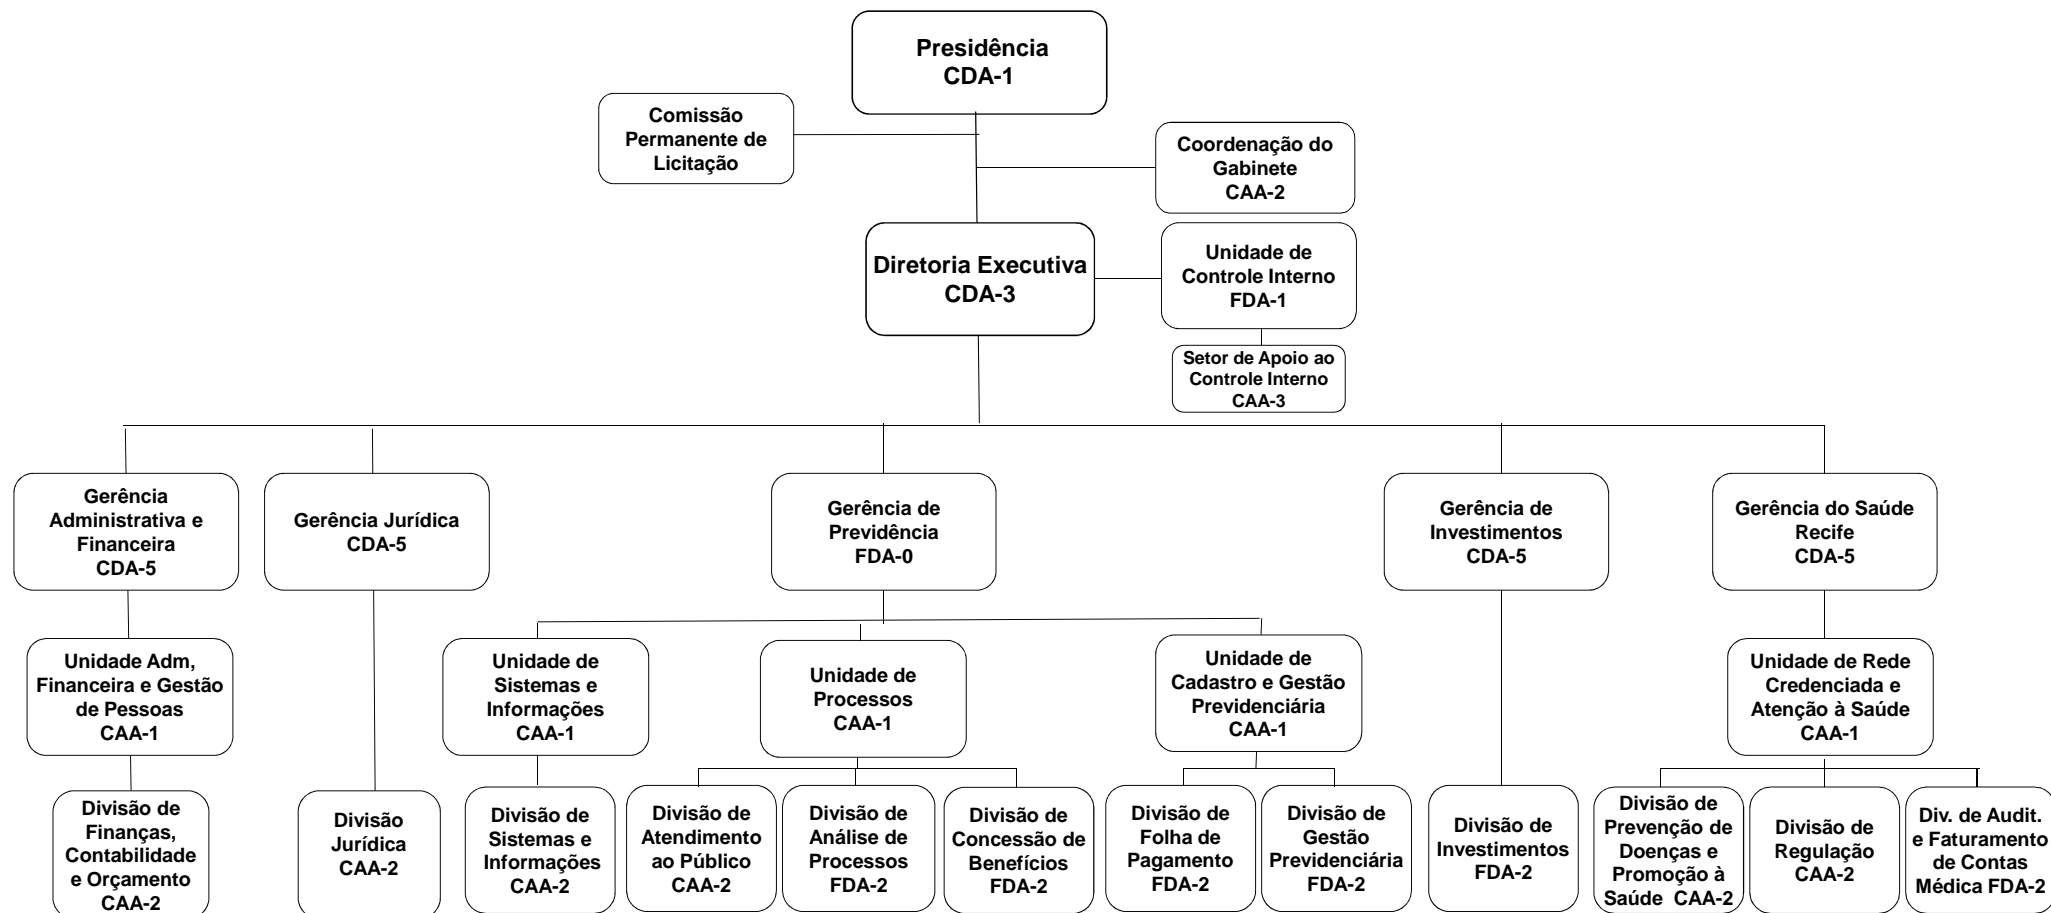 Presidência
CDA-1
Comissão
Permanente de
Licitação
Coordenação do
Gabinete
CAA-2
Diretoria Executiva
CDA-3
Unidade de
Controle Interno
FDA-1
Setor de Apoio ao
Controle Interno
CAA-3
Gerência
Administrativa e
Financeira
CDA-5
Gerência Jurídica
CDA-5
Gerência de
Previdência
FDA-0
Gerência de
Investimentos
CDA-5
Gerência do Saúde
Recife
CDA-5
Unidade Adm,
Financeira e Gestão
de Pessoas
CAA-1
Unidade de
Sistemas e
Informações
CAA-1
Unidade de
Processos
CAA-1
Unidade de
Cadastro e Gestão
Previdenciária
CAA-1
Unidade de Rede
Credenciada e
Atenção à Saúde
CAA-1
Divisão de
Finanças,
Contabilidade
e Orçamento
CAA-2
Divisão
Jurídica
CAA-2
Divisão de
Sistemas e
Informações
CAA-2
Divisão de
Atendimento
ao Público
CAA-2
Divisão de
Análise de
Processos
FDA-2
Divisão de
Concessão de
Benefícios
FDA-2
Divisão de
Folha de
Pagamento
FDA-2
Divisão de
Gestão
Previdenciária
FDA-2
Divisão de
Investimentos
FDA-2
Divisão de
Prevenção de
Doenças e
Promoção à
Saúde CAA-2
Divisão de
Regulação
CAA-2
Div. de Audit.
e Faturamento
de Contas
Médica FDA-2